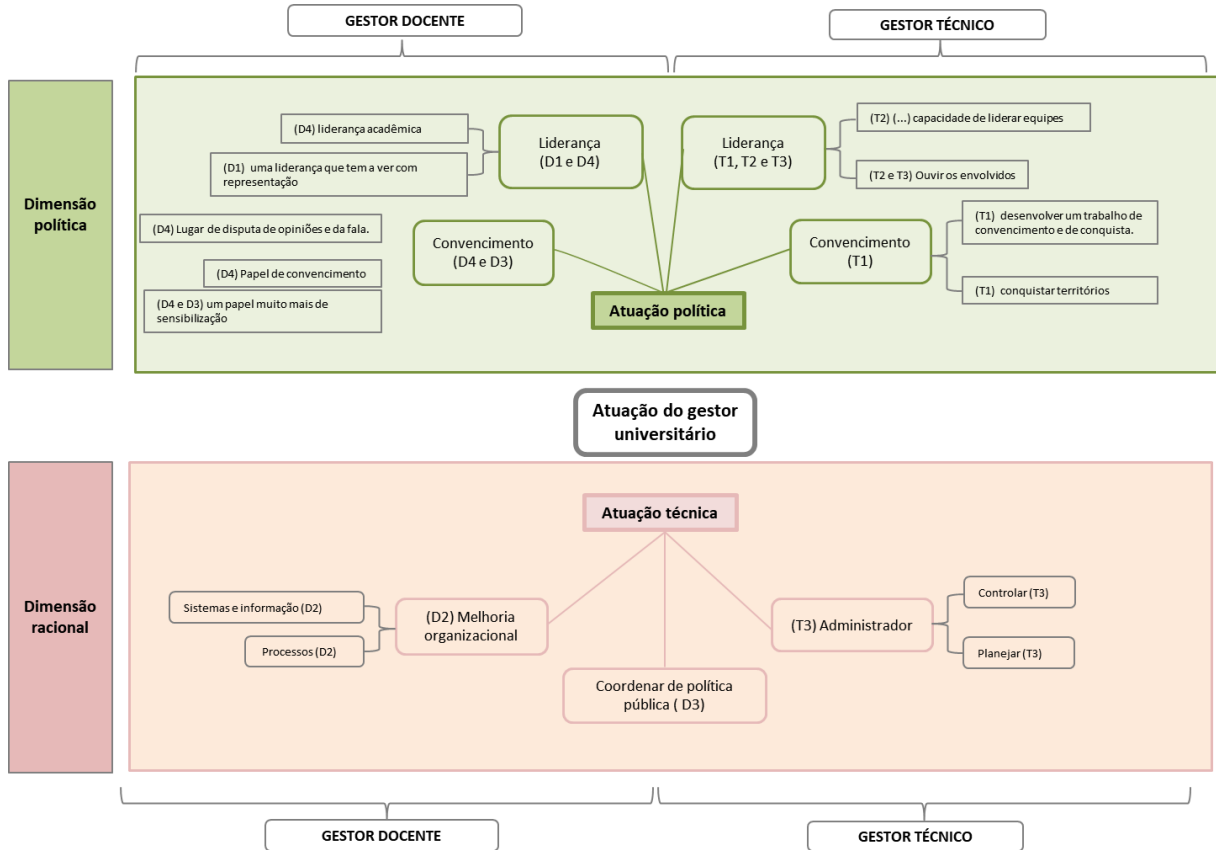 GESTOR DOCENTE
GESTOR TÉCNICO
Dimensão
política
(D4) liderança acadêmica
(D1)  uma liderança que tem a ver com
representação
Liderança
(D1 e D4)
Liderança
(T1, T2 e T3)
(T2) (...) capacidade de liderar equipes
(T2 e T3) Ouvir os envolvidos
(D4) Lugar de disputa de opiniões e da fala.
(D4) Papel de convencimento
(D4 e D3) um papel muito mais de
sensibilização
Convencimento
(D4 e D3)
Convencimento
(T1)
(T1)  desenvolver um trabalho de
convencimento e de conquista.
(T1)  conquistar territórios
Atuação política
Atuação do gestor
universitário
Dimensão
racional
Atuação técnica
Sistemas e informação (D2)
Processos (D2)
(D2) Melhoria
organizacional
Coordenar de política
pública ( D3)
(T3) Administrador
Controlar (T3)
Planejar (T3)
GESTOR DOCENTE
GESTOR TÉCNICO